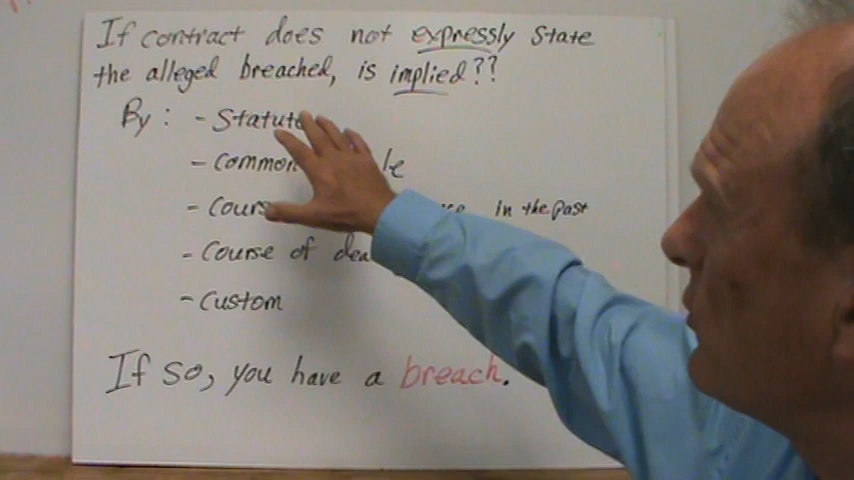 If contract does not expressly State
the alleged breached, is implied??
By: - Statute
- Common
- Course in the past
- Course of
- Custom
If so, you have a breach.